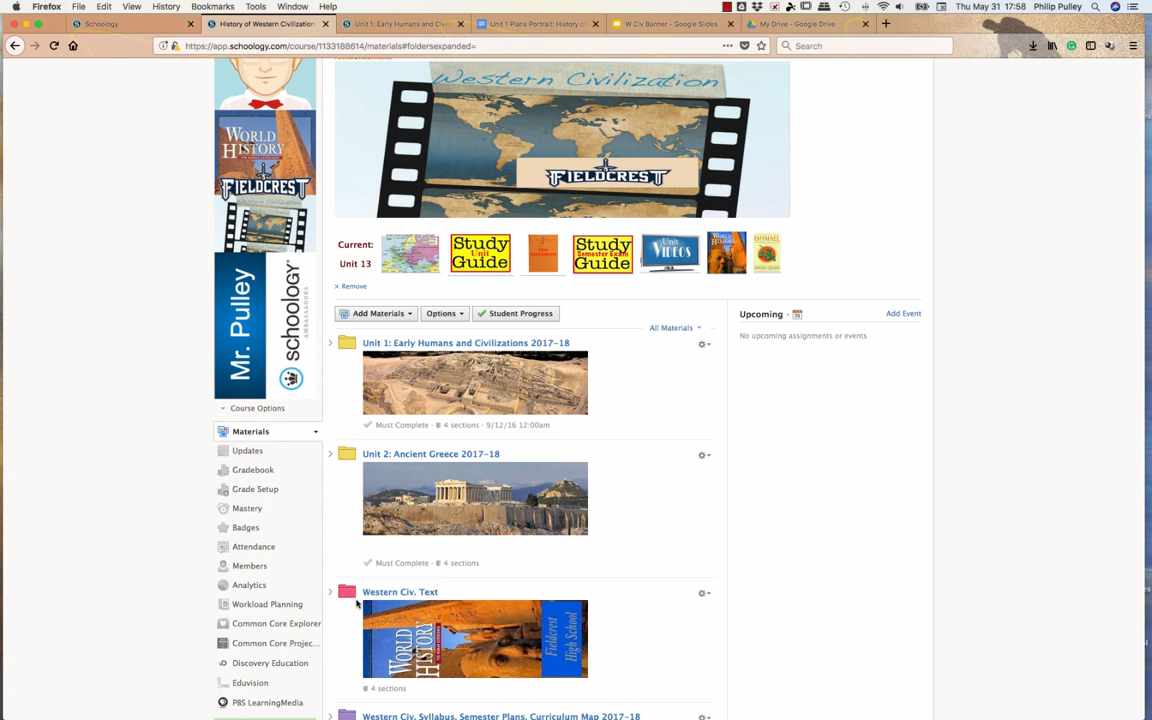 Firefox File Edit View History Bookmarks Tools Window Help
Thu May 31 17:58 Philip Pulley
Schoology
History of Western Civilization
Unit 1: Early Humans and Civ
Unit 1 Plans Portrait: History of
W Civ Banner - Google Slides
My Drive - Google Drive
https://app.schoology.com/course/1133188614/materials#foldersexpanded=
Search
WORLD
HISTORY
FIELDCREST
Western Civilization
Mr. Pulley
schoology
AMBASSADORS
Western Civilization
FIELDCREST
Current:
Unit 13
Study
Unit
Guide
Study
Semester Exam
Guide
Unit
VIDEOS
ISHMAEL
× Remove
Add Materials
Options
Student Progress
All Materials
Upcoming
Add Event
No upcoming assignments or events
Course Options
Materials
Updates
Gradebook
Grade Setup
Mastery
Badges
Attendance
Members
Analytics
Workload Planning
Common Core Explorer
Common Core Projec...
Discovery Education
Eduvision
PBS LearningMedia
Unit 1: Early Humans and Civilizations 2017-18
Must Complete · 4 sections · 9/12/16 12:00am
Unit 2: Ancient Greece 2017-18
Must Complete · 4 sections
Western Civ. Text
WORLD
HISTORY
Fieldcrest
High School
4 sections
Western Civ. Syllabus, Semester Plans, Curriculum Map 2017-18